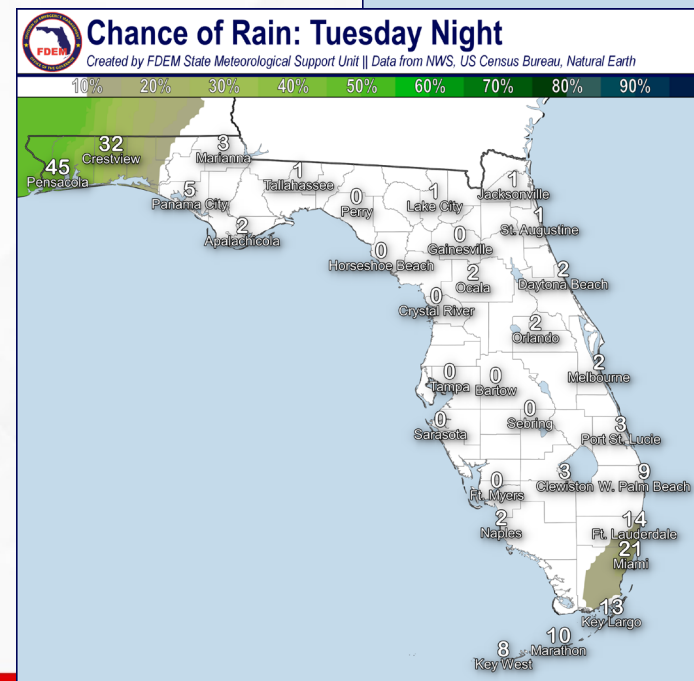 FDEM
Chance of Rain: Tuesday Night
Created by FDEM State Meteorological Support Unit || Data from NWS, US Census Bureau, Natural Earth
10% 20% 30% 40% 50% 60% 70% 80% 90%
32
Crestview
3
Marianna
45
Pensacola
1
Tallahassee
5
Panama City
0
Perry
1
Lake City
1
Jacksonville
2
Apalachicola
1
St. Augustine
0
Gainesville
0
Horseshoe Beach
2
Ocala
2
Daytona Beach
0
Crystal River
2
Orlando
2
Melbourne
0
Tampa
0
Bartow
0
Sarasota
0
Sebring
3
Port St. Lucie
0
Ft. Myers
3
Clewiston
9
W. Palm Beach
2
Naples
14
Ft. Lauderdale
21
Miami
13
Key Largo
10
Marathon
8
Key West